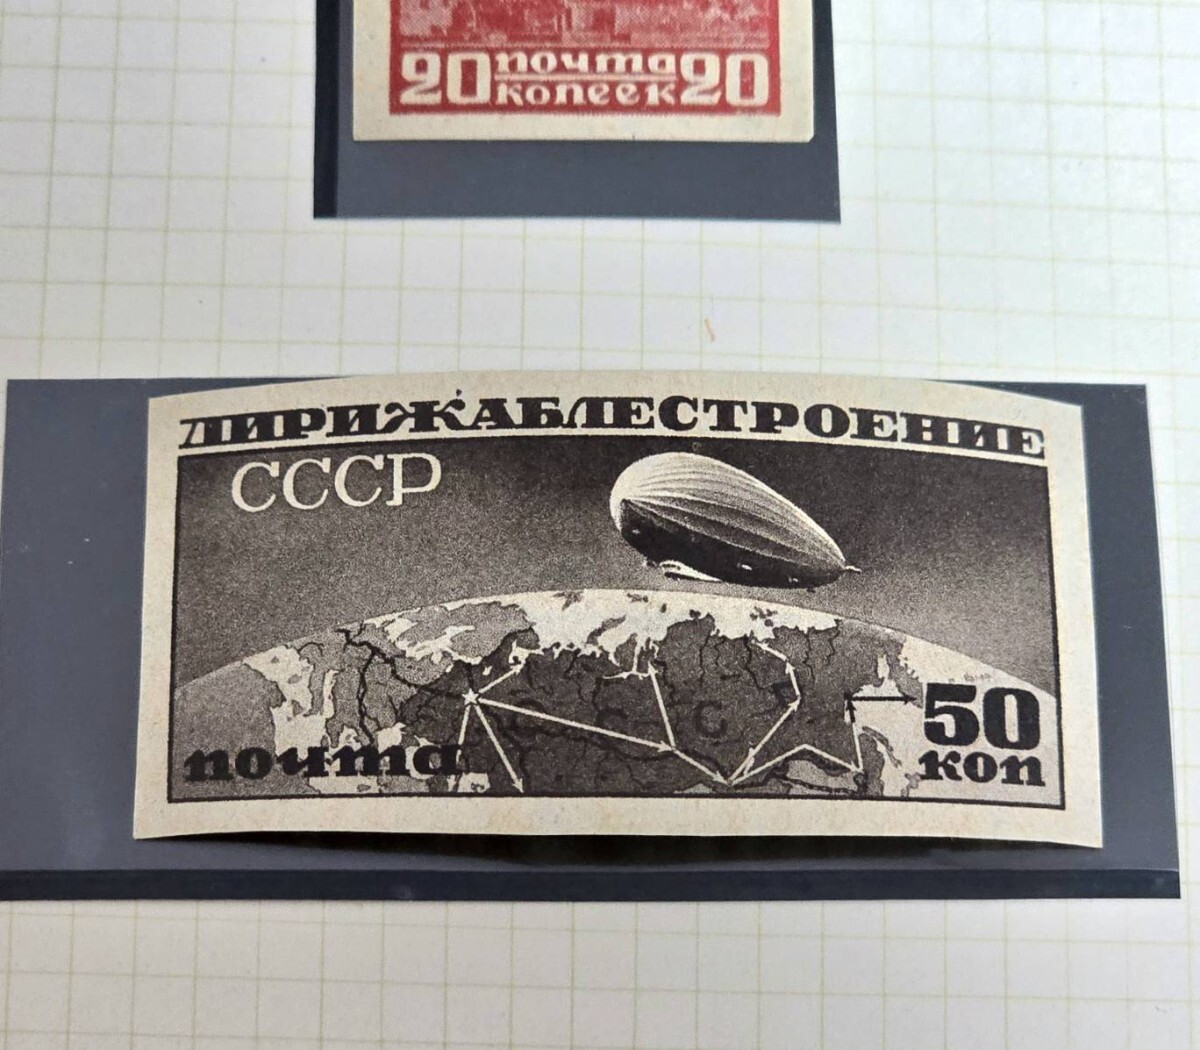 20 почта 20
копеек
ДИРИЖАБЛЕСТРОЕНИЕ
СССР
С С С
50
почта коп